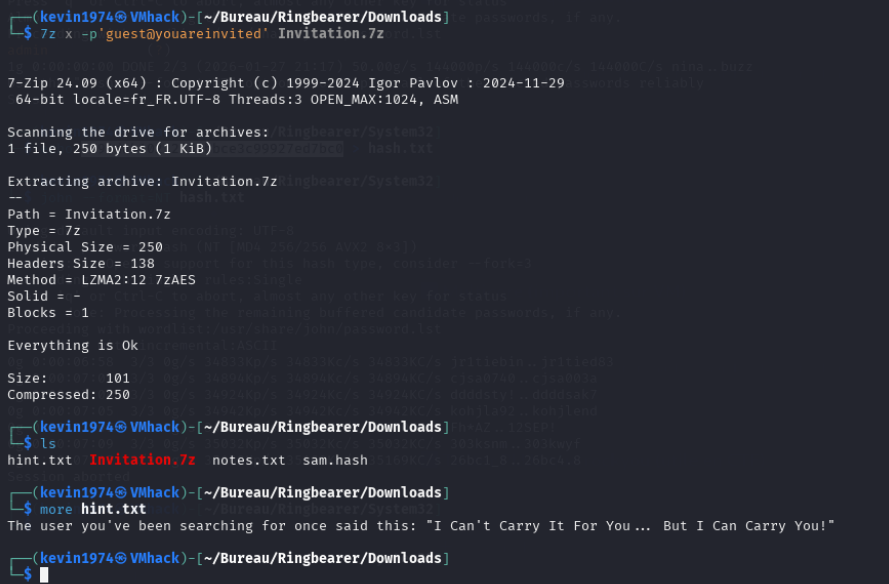 (kevin1974㉿VMhack)-[~/Bureau/Ringbearer/Downloads]
$ 7z x -p'guest@youareinvited' Invitation.7z
7-Zip 24.09 (x64) : Copyright (c) 1999-2024 Igor Pavlov : 2024-11-29
64-bit locale=fr_FR.UTF-8 Threads:3 OPEN_MAX:1024, ASM
Scanning the drive for archives:
1 file, 250 bytes (1 KiB)
Extracting archive: Invitation.7z
--
Path = Invitation.7z
Type = 7z
Physical Size = 250
Headers Size = 138
Method = LZMA2:12 7zAES
Solid = -
Blocks = 1
Everything is Ok
Size: 101
Compressed: 250
(kevin1974㉿VMhack)-[~/Bureau/Ringbearer/Downloads]
$ ls
hint.txt Invitation.7z notes.txt sam.hash
(kevin1974㉿VMhack)-[~/Bureau/Ringbearer/Downloads]
$ more hint.txt
The user you've been searching for once said this: "I Can't Carry It For You... But I Can Carry You!"
(kevin1974㉿VMhack)-[~/Bureau/Ringbearer/Downloads]
$